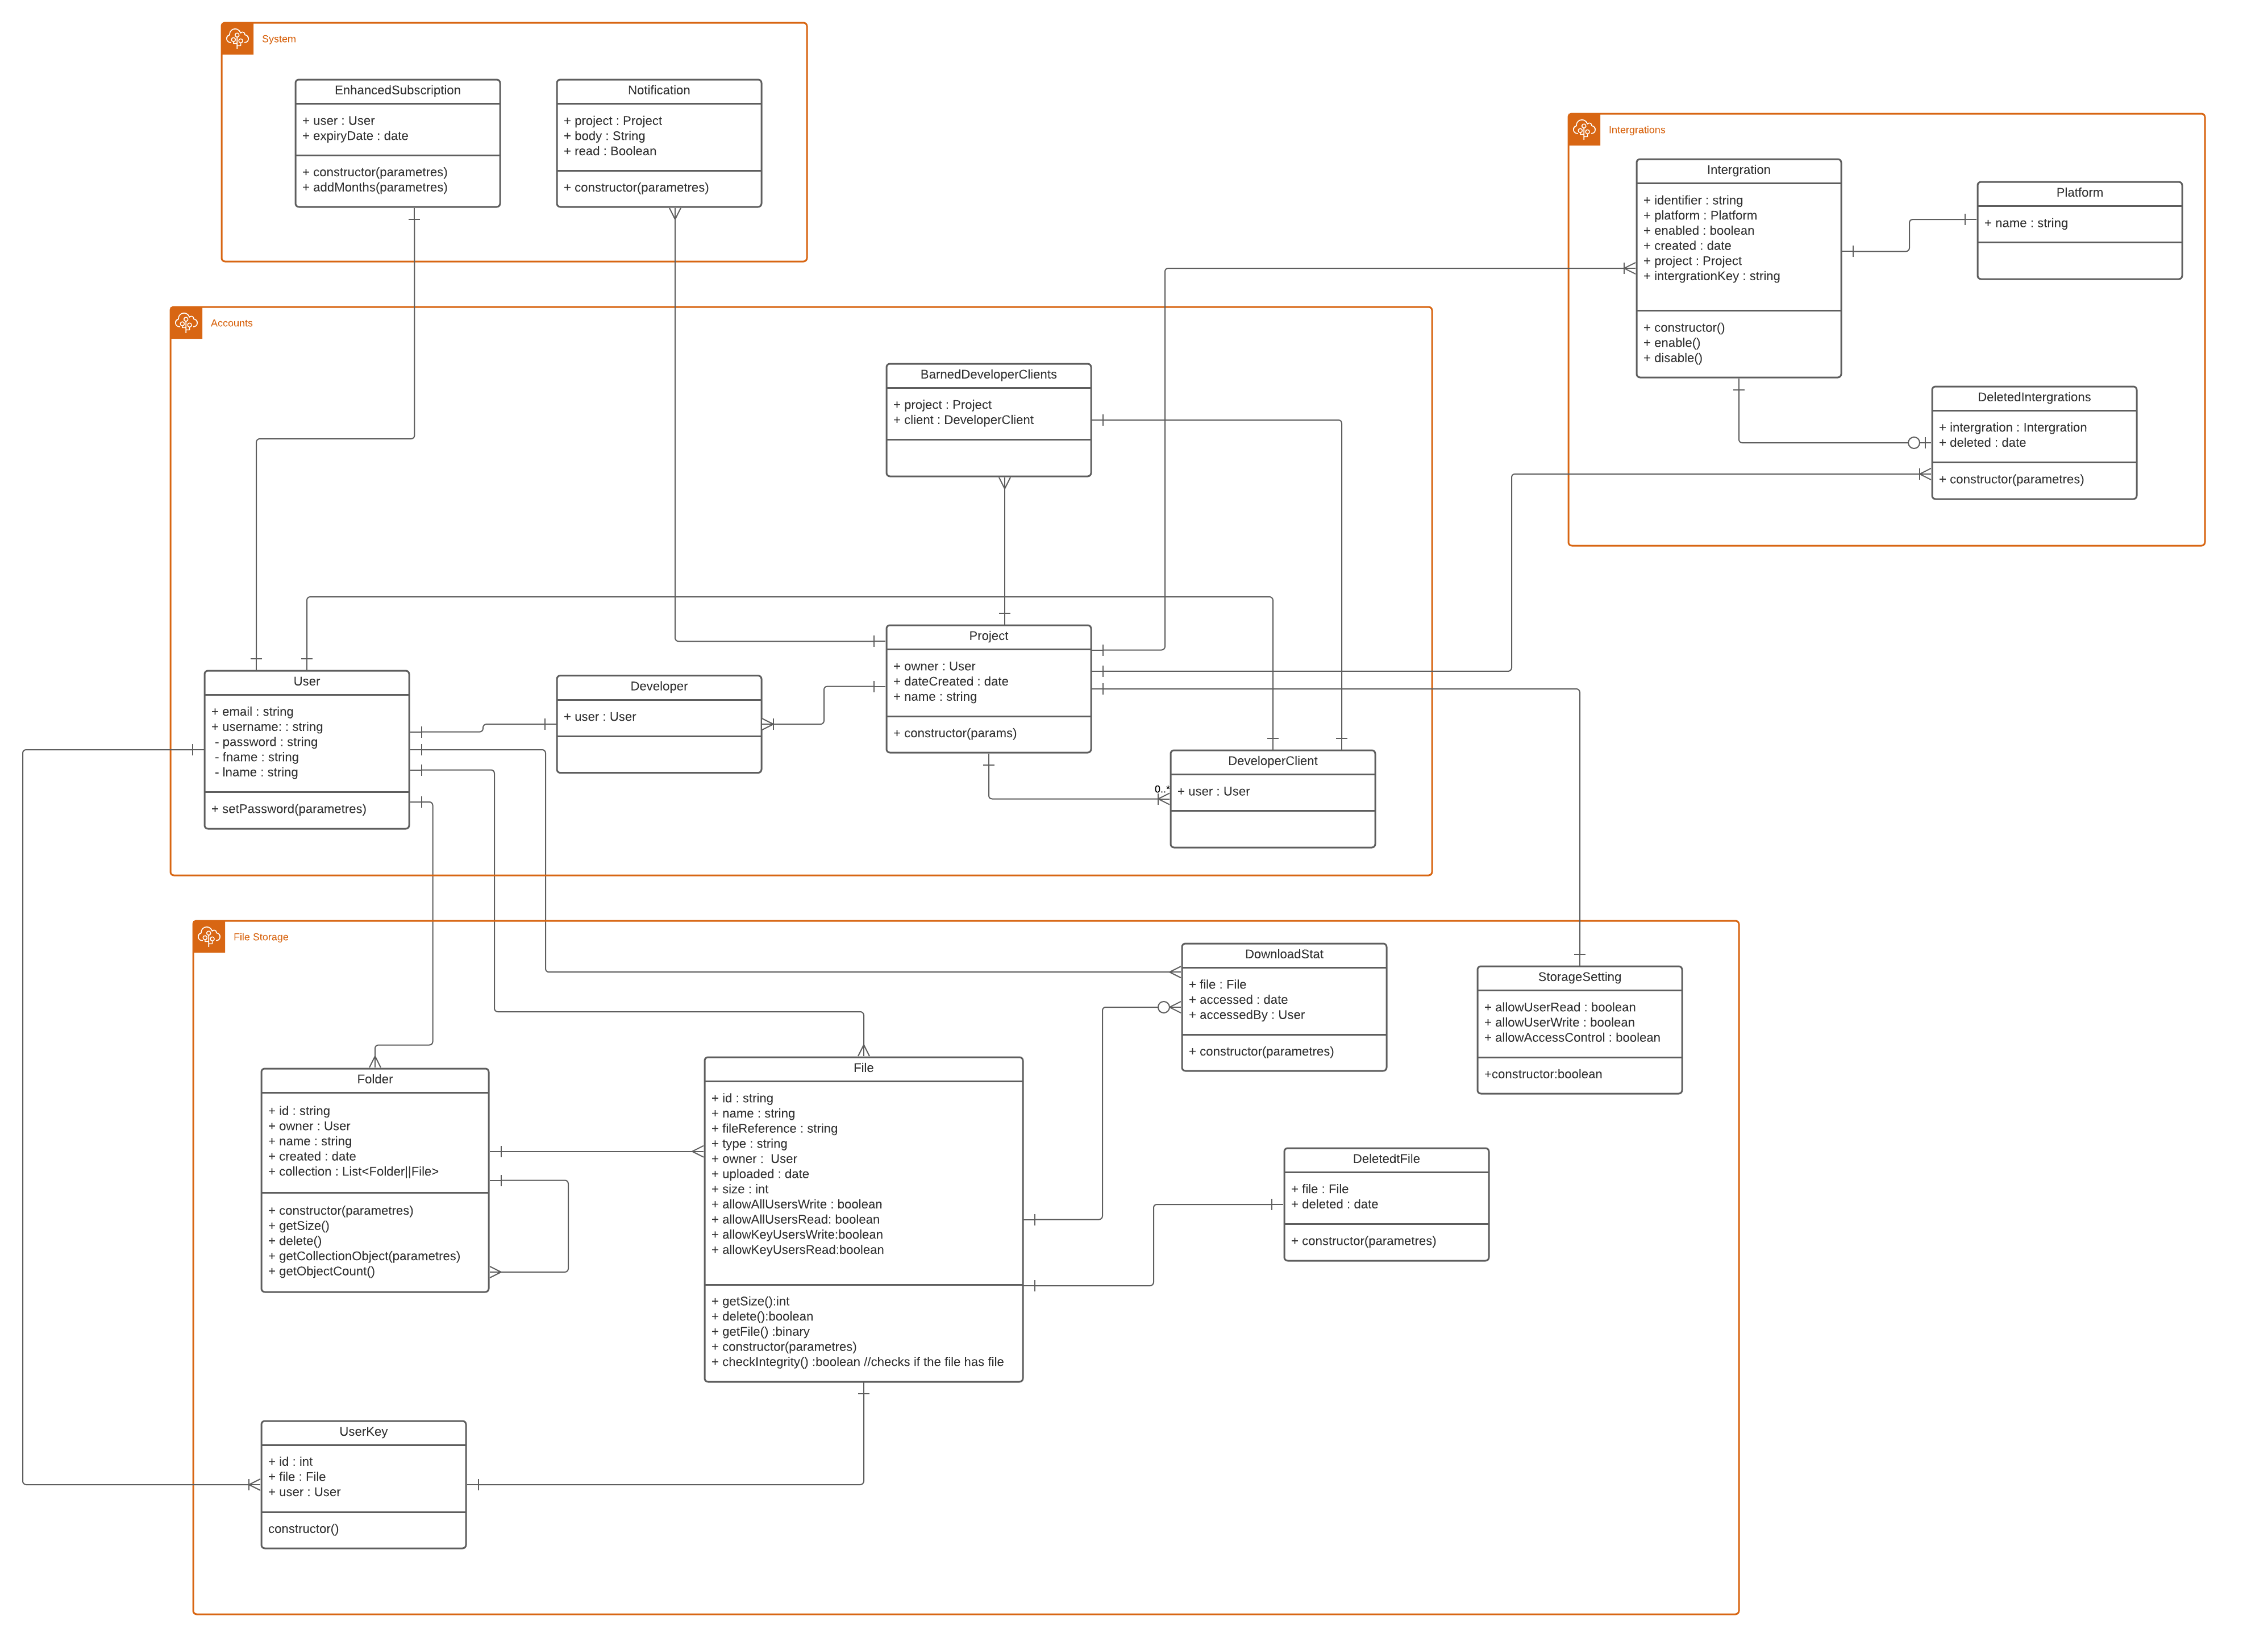 System
EnhancedSubscription
+ user : User
+ expiryDate : date
+ constructor(parametres)
+ addMonths(parametres)
Notification
+ project : Project
+ body : String
+ read : Boolean
+ constructor(parametres)
Intergrations
Intergration
+ identifier : string
+ platform : Platform
+ enabled : boolean
+ created : date
+ project : Project
+ intergrationKey : string
+ constructor()
+ enable()
+ disable()
Platform
+ name : string
DeletedIntergrations
+ intergration : Intergration
+ deleted : date
+ constructor(parametres)
Accounts
BarnedDeveloperClients
+ project : Project
+ client : DeveloperClient
User
+ email : string
+ username: : string
- password : string
- fname : string
- lname : string
+ setPassword(parametres)
Developer
+ user : User
Project
+ owner : User
+ dateCreated : date
+ name : string
+ constructor(params)
0..*
DeveloperClient
+ user : User
File Storage
DownloadStat
+ file : File
+ accessed : date
+ accessedBy : User
+ constructor(parametres)
StorageSetting
+ allowUserRead : boolean
+ allowUserWrite : boolean
+ allowAccessControl : boolean
+constructor:boolean
Folder
+ id : string
+ owner : User
+ name : string
+ created : date
+ collection : List<Folder||File>
+ constructor(parametres)
+ getSize()
+ delete()
+ getCollectionObject(parametres)
+ getObjectCount()
File
+ id : string
+ name : string
+ fileReference : string
+ type : string
+ owner :  User
+ uploaded : date
+ size : int
+ allowAllUsersWrite : boolean
+ allowAllUsersRead: boolean
+ allowKeyUsersWrite:boolean
+ allowKeyUsersRead:boolean
+ getSize():int
+ delete():boolean
+ getFile() :binary
+ constructor(parametres)
+ checkIntegrity() :boolean //checks if the file has file
DeletedtFile
+ file : File
+ deleted : date
+ constructor(parametres)
UserKey
+ id : int
+ file : File
+ user : User
constructor()